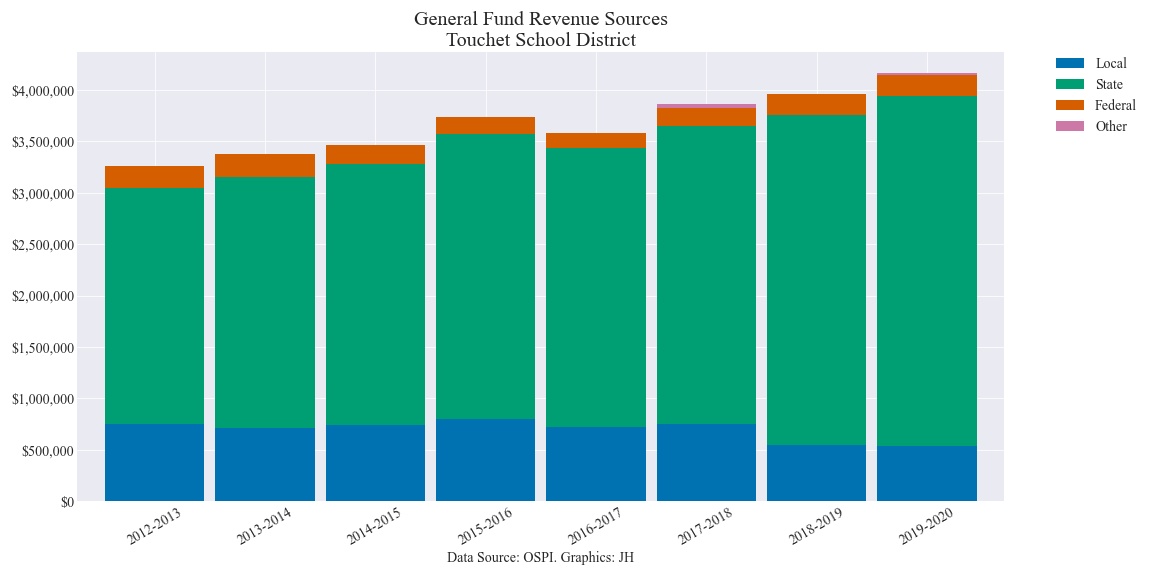 General Fund Revenue Sources
Touchet School District
Local
State
Federal
Other
$4,000,000
$3,500,000
$3,000,000
$2,500,000
$2,000,000
$1,500,000
$1,000,000
$500,000
$0
2012-2013
2013-2014
2014-2015
2015-2016
2016-2017
2017-2018
2018-2019
2019-2020
Data Source: OSPI. Graphics: JH